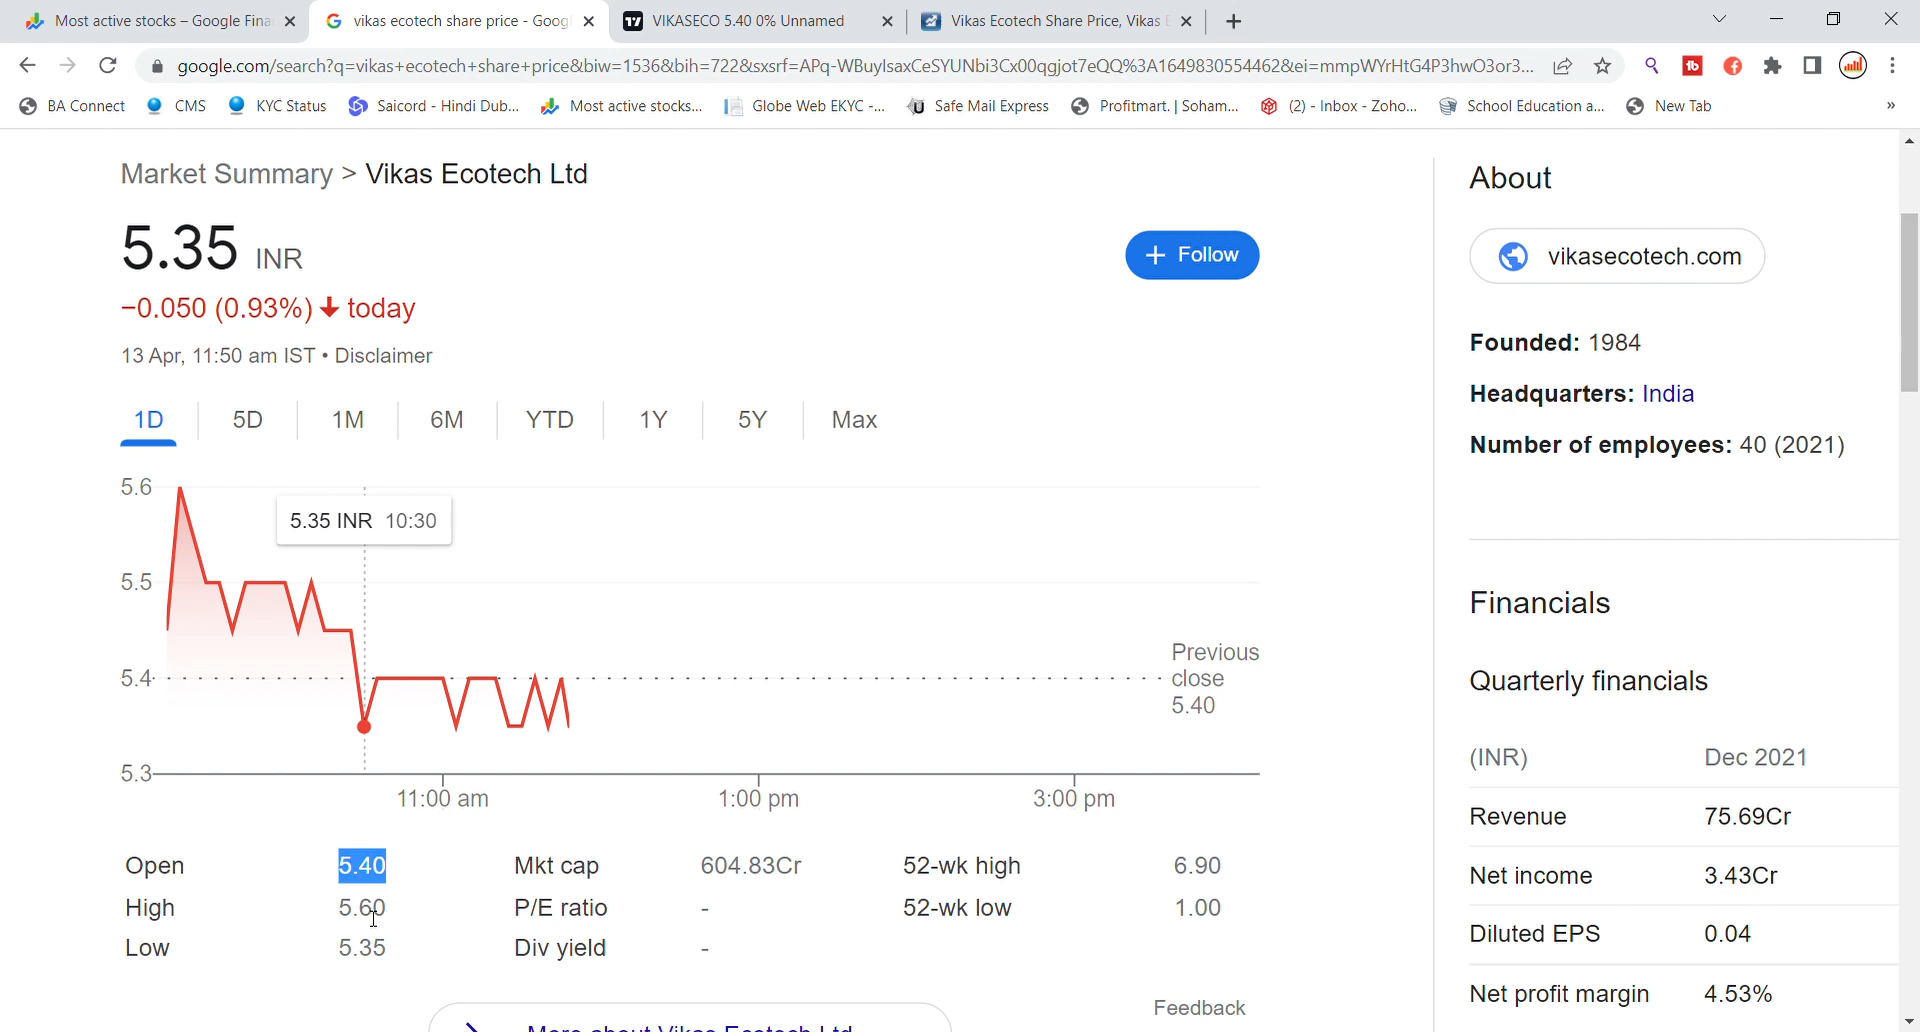 Most active stocks – Google Fina
vikas ecotech share price - Goog
VIKASECO 5.40 0% Unnamed
Vikas Ecotech Share Price, Vikas E
google.com/search?q=vikas+ecotech+share+price&biw=1536&bih=722&sxsrf=APq-WBuylsaxCeSYUNbi3Cx00qgjot7eQQ%3A1649830554462&ei=mmpWYrHtG4P3hwO3or3...
BA Connect
CMS
KYC Status
Saicord - Hindi Dub...
Most active stocks...
Globe Web EKYC -...
Safe Mail Express
Profitmart. | Soham...
(2) - Inbox - Zoho...
School Education a...
New Tab
»
Market Summary > Vikas Ecotech Ltd
5.35 INR
+ Follow
−0.050 (0.93%) ↓ today
13 Apr, 11:50 am IST • Disclaimer
1D 5D 1M 6M YTD 1Y 5Y Max
5.6
5.35 INR 10:30
5.5
5.4
Previous
close
5.40
5.3
11:00 am 1:00 pm 3:00 pm
Open 5.40 Mkt cap 604.83Cr 52-wk high 6.90
High 5.60 P/E ratio - 52-wk low 1.00
Low 5.35 Div yield -
More about Vikas Ecotech Ltd
Feedback
About
vikasecotech.com
Founded: 1984
Headquarters: India
Number of employees: 40 (2021)
Financials
Quarterly financials
(INR) Dec 2021
Revenue 75.69Cr
Net income 3.43Cr
Diluted EPS 0.04
Net profit margin 4.53%